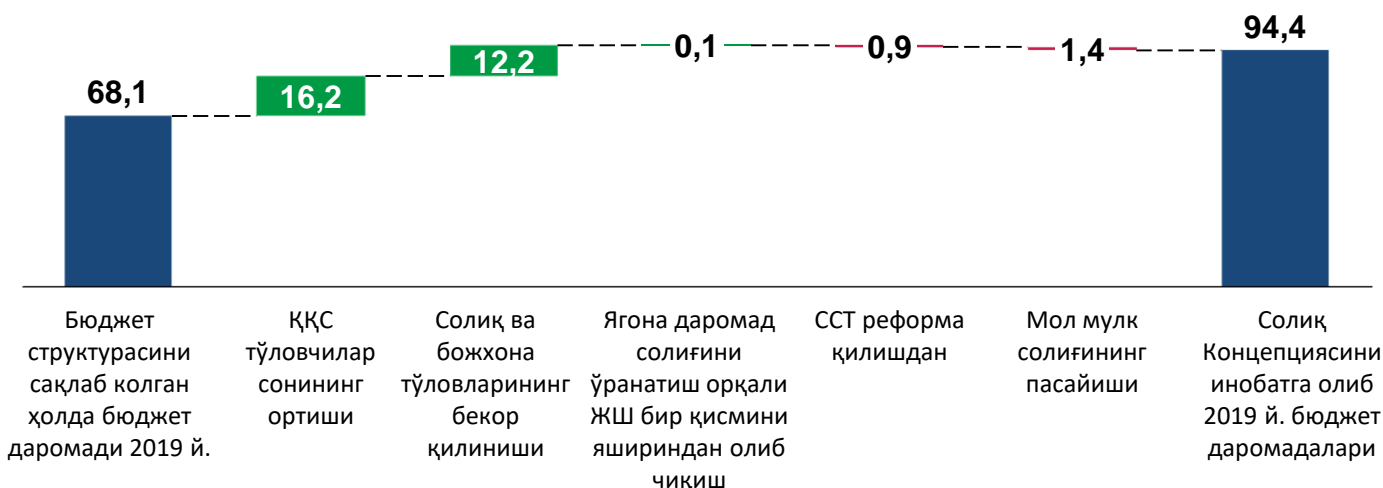 68,1
16,2
12,2
0,1
0,9
1,4
94,4
Бюджет
структурасини
сақлаб колган
ҳолда бюджет
даромади 2019 й.
ҚҚС
тўловчилар
сонининг
ортиши
Солиқ ва
божхона
тўловларининг
бекор
қилиниши
Ягона даромад
солиғини
ўранатиш орқали
ЖШ бир қисмини
яшириндан олиб
чикиш
ССТ реформа
қилишдан
Мол мулк
солиғининг
пасайиши
Солиқ
Концепциясини
инобатга олиб
2019 й. бюджет
даромадалари